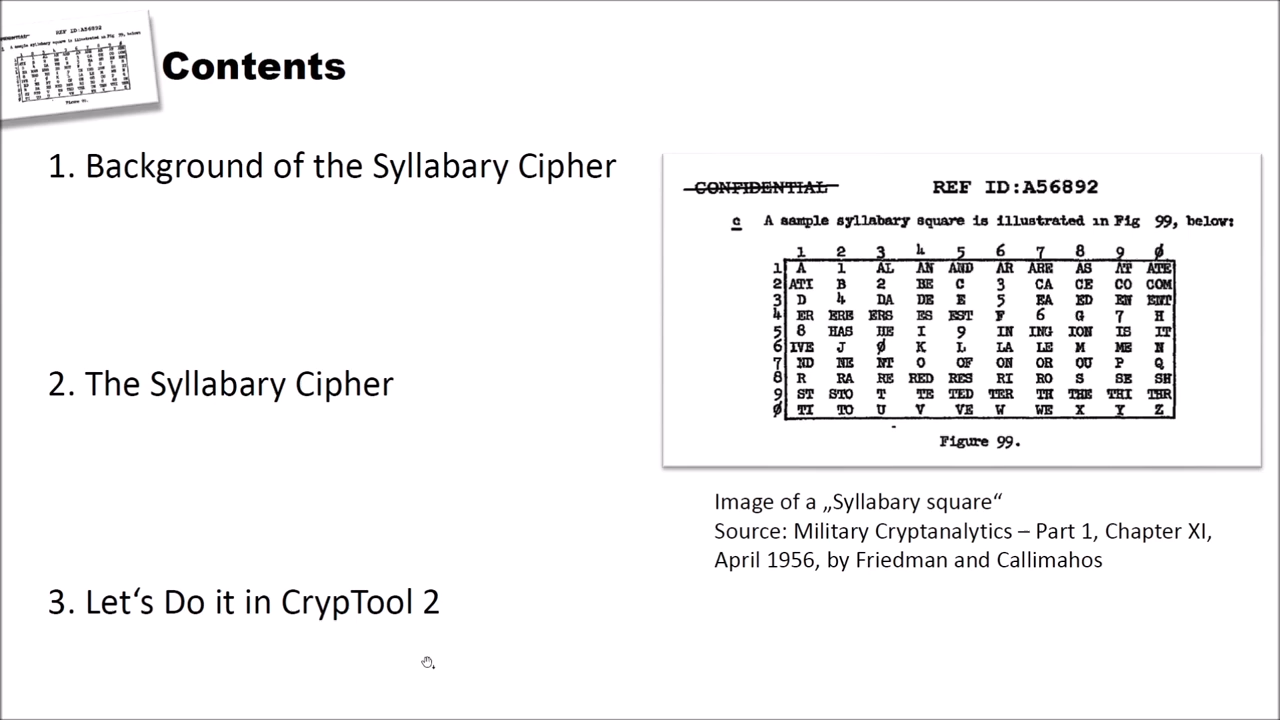 REF ID:A56892
Contents
1. Background of the Syllabary Cipher
2. The Syllabary Cipher
3. Let‘s Do it in CrypTool 2
CONFIDENTIAL REF ID:A56892
c A sample syllabary square is illustrated in Fig 99, below:
1 2 3 4 5 6 7 8 9 Ø
1 A 1 AL AN AND AR ARE AS AT ATE
2 ATI B 2 BE C 3 CA CE CO COM
3 D 4 DA DE E 5 EA ED EN ENT
4 ER ERE ERS ES EST F 6 G 7 H
5 8 HAS HE I 9 IN ING ION IS IT
6 IVE J Ø K L LA LE M ME N
7 ND NE NT O OF ON OR OU P Q
8 R RA RE RED RES RI RO S SE SH
9 ST STO T TE TED TER TH THE THI THR
Ø TI TO U V VE W WE X Y Z
Figure 99.
Image of a „Syllabary square“
Source: Military Cryptanalytics – Part 1, Chapter XI,
April 1956, by Friedman and Callimahos